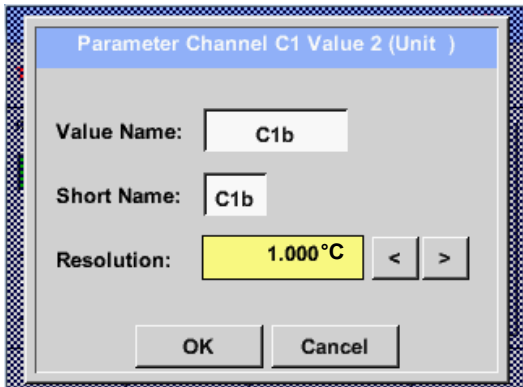 Parameter Channel C1 Value 2 (Unit  )
Value Name: C1b
Short Name: C1b
Resolution: 1.000°C < >
OK Cancel